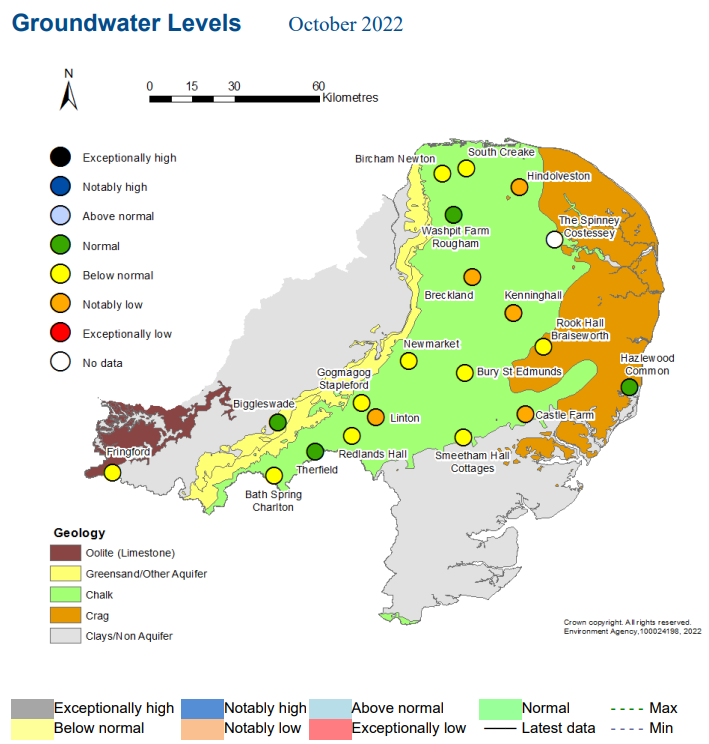 Groundwater Levels October 2022
N
0 15 30 60
Kilometres
Exceptionally high
Notably high
Above normal
Normal
Below normal
Notably low
Exceptionally low
No data
South Creake
Bircham Newton
Hindolveston
The Spinney
Costessey
Washpit Farm
Rougham
Breckland
Kenninghall
Rook Hall
Braiseworth
Newmarket
Hazlewood
Common
Gogmagog
Stapleford
Bury St Edmunds
Biggleswade
Linton
Castle Farm
Fringford
Redlands Hall
Smeetham Hall
Cottages
Therfield
Bath Spring
Charlton
Geology
Oolite (Limestone)
Greensand/Other Aquifer
Chalk
Crag
Clays/Non Aquifer
Crown copyright. All rights reserved.
Environment Agency,100024198, 2022
Exceptionally high Notably high Above normal Normal Max
Below normal Notably low Exceptionally low Latest data Min